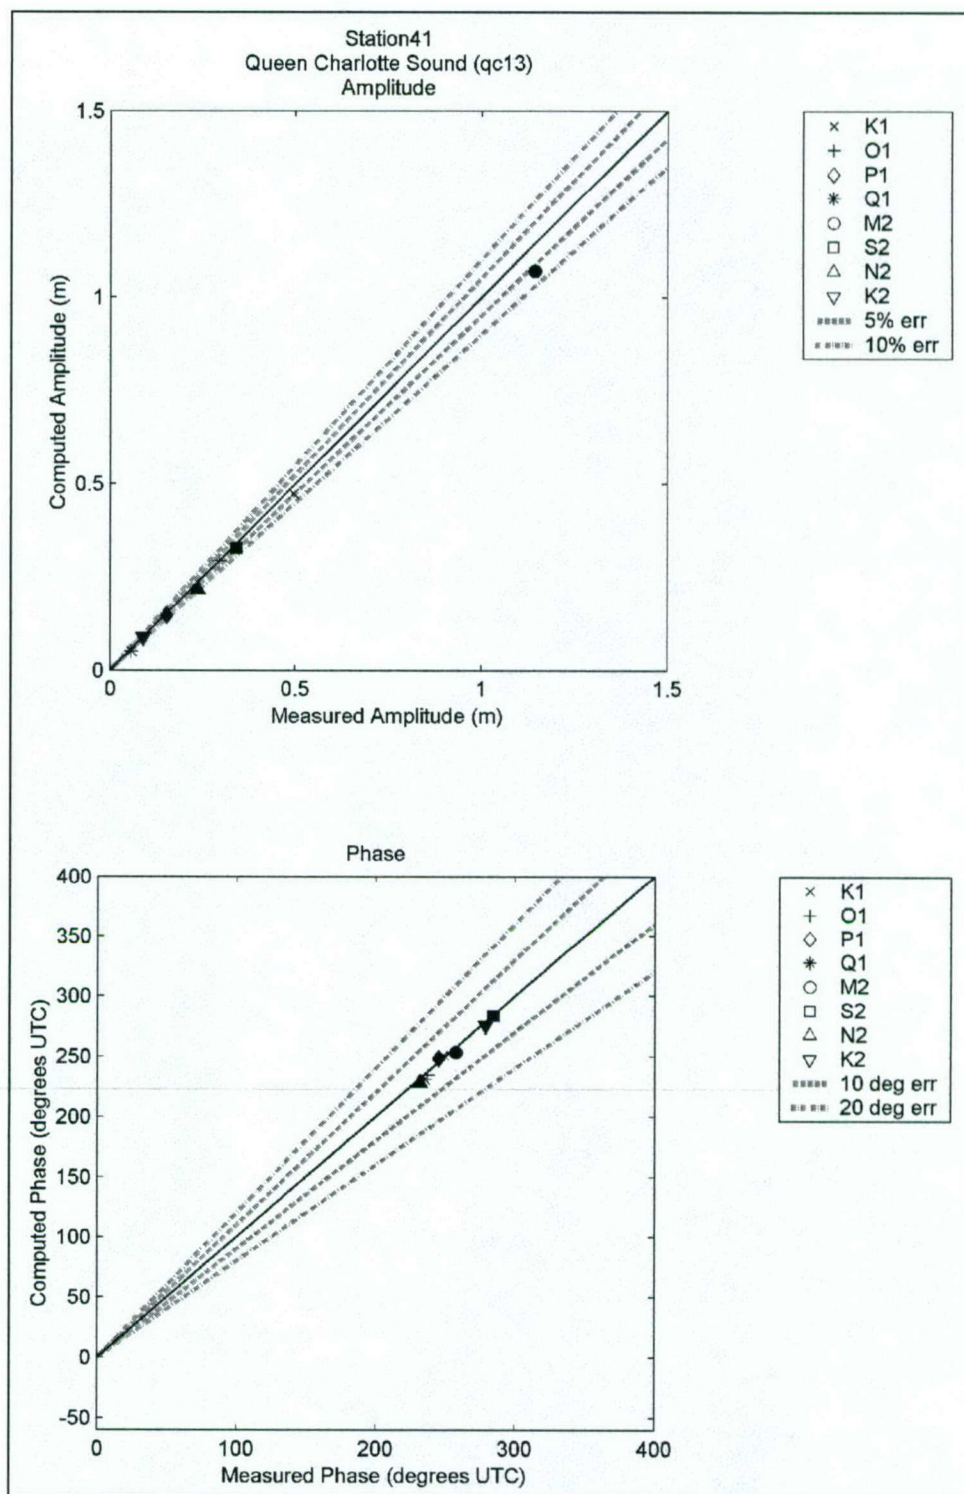 Station41
Queen Charlotte Sound (qc13)
Amplitude
1.5
1
0.5
0
0 0.5 1 1.5
Computed Amplitude (m)
Measured Amplitude (m)
K1
O1
P1
Q1
M2
S2
N2
K2
5% err
10% err
Phase
400
350
300
250
200
150
100
50
0
-50
0 100 200 300 400
Computed Phase (degrees UTC)
Measured Phase (degrees UTC)
K1
O1
P1
Q1
M2
S2
N2
K2
10 deg err
20 deg err